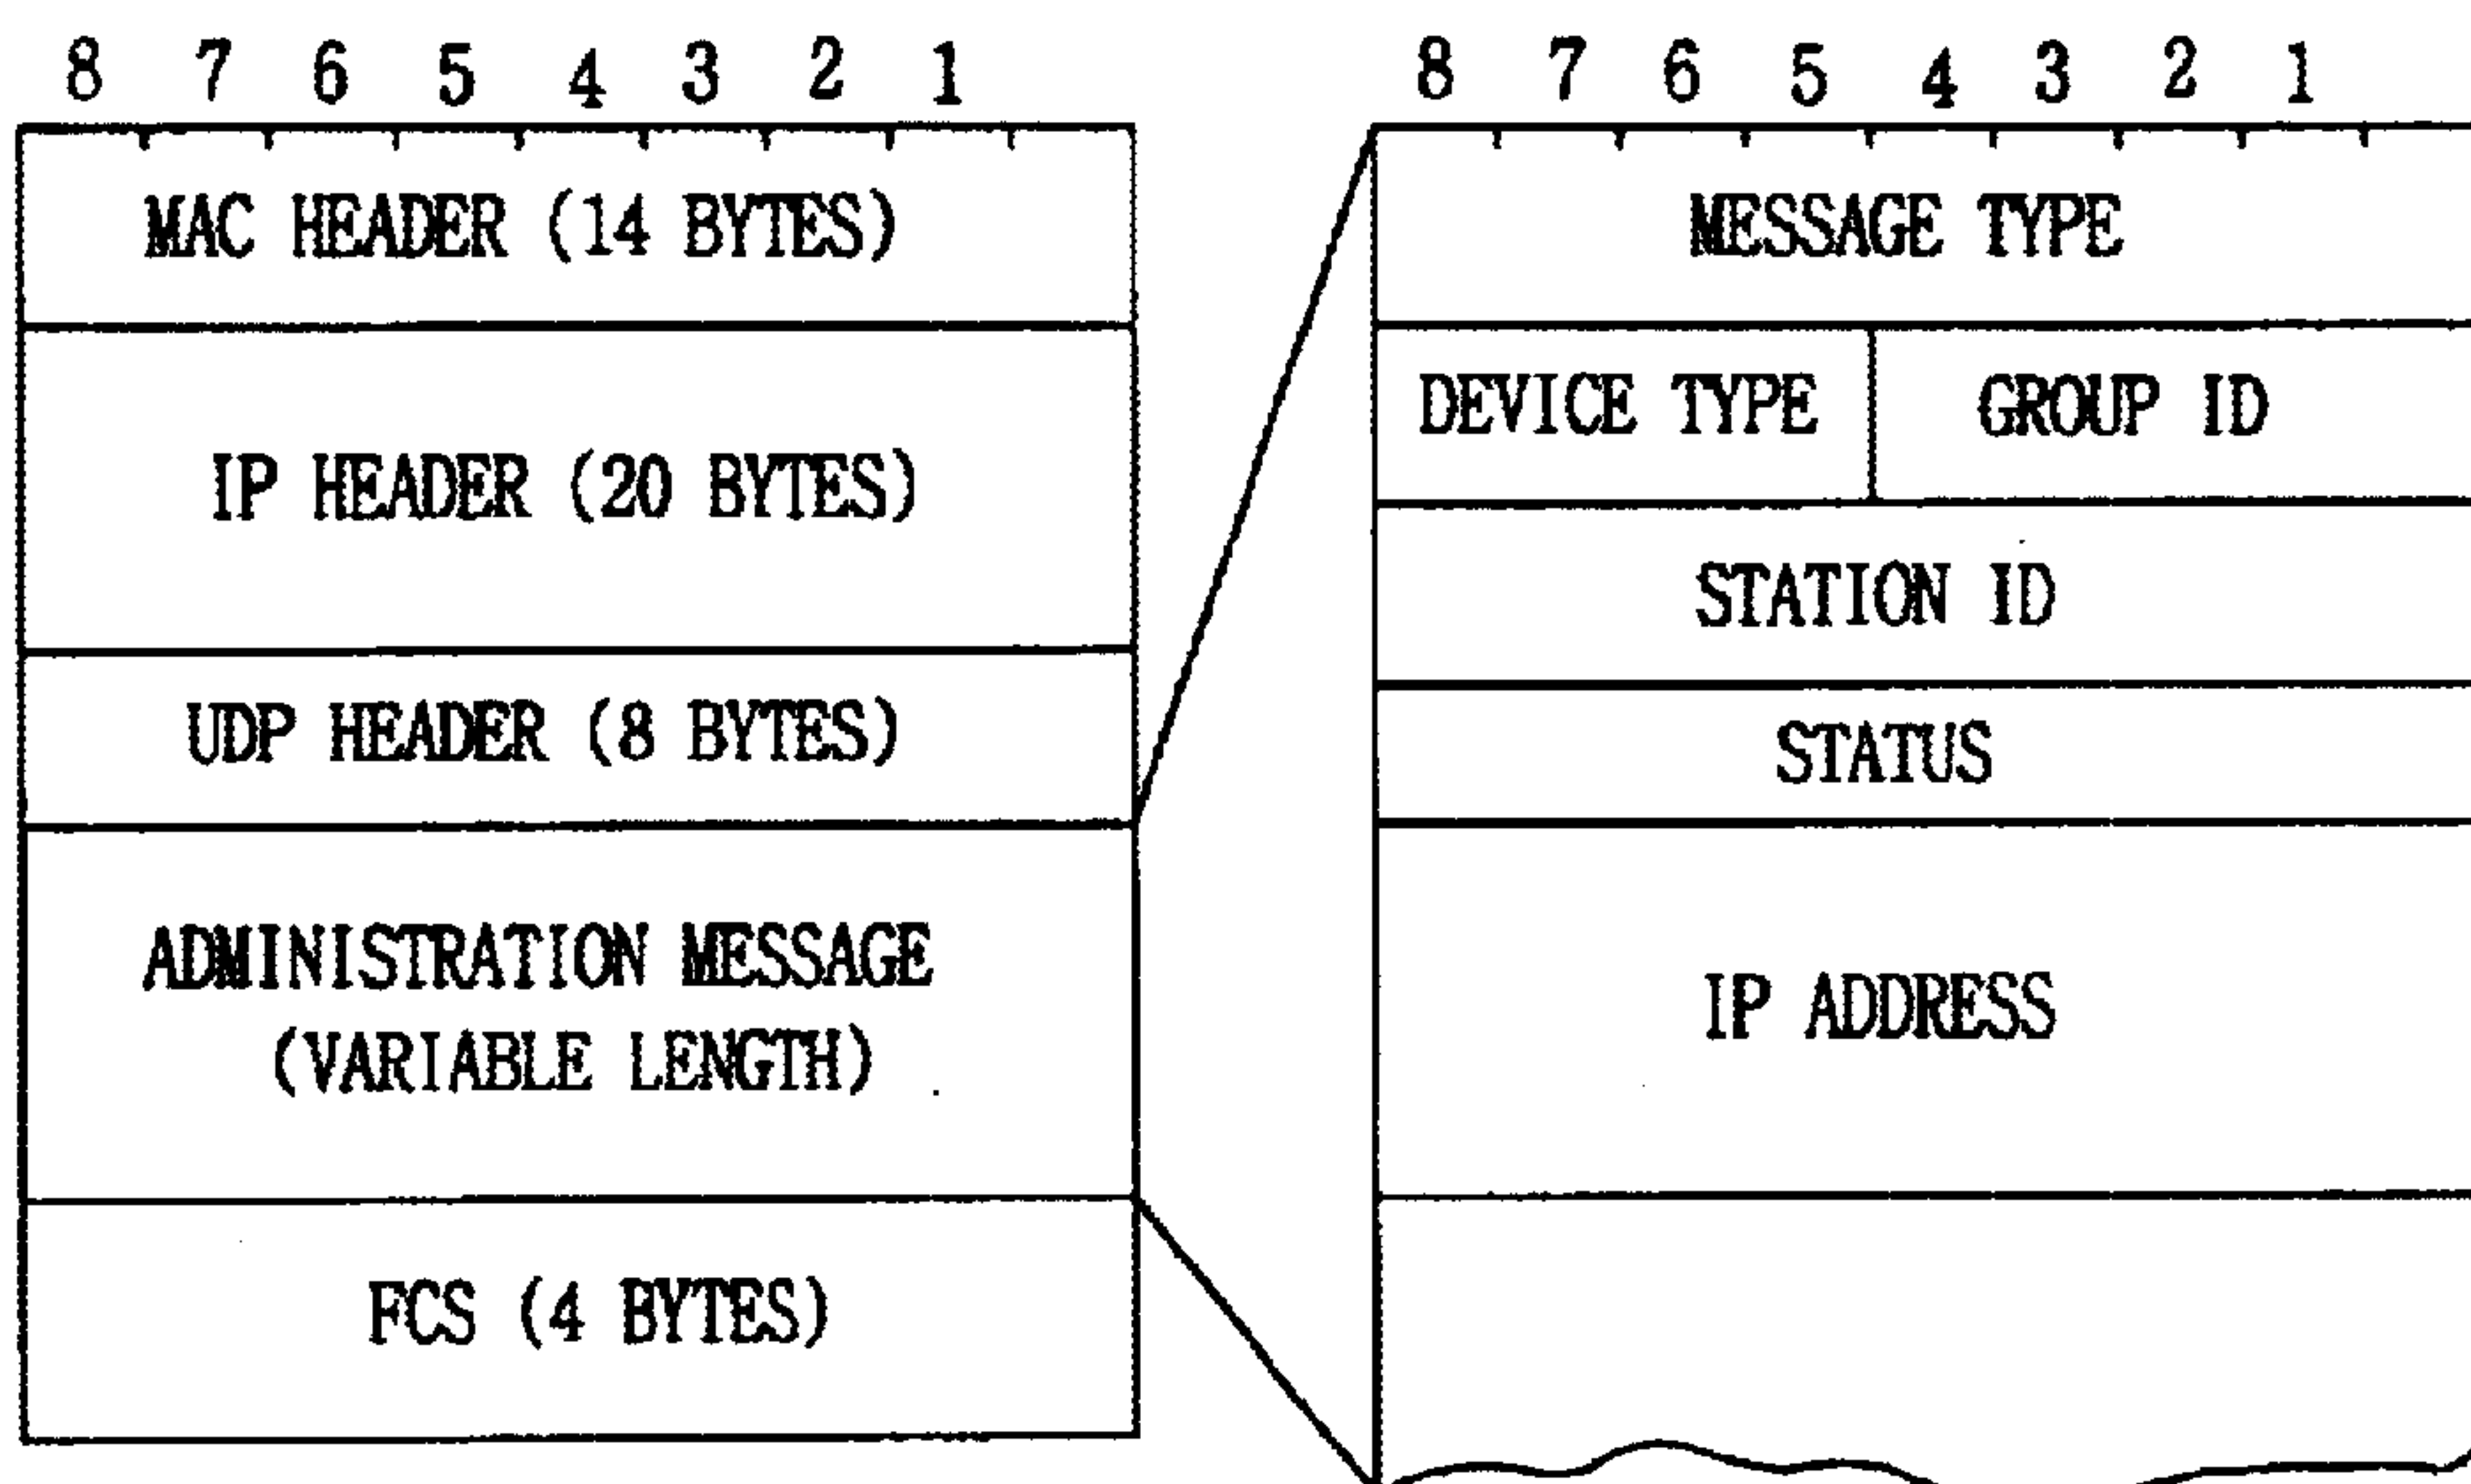 8 7 6 5 4 3 2 1
MAC HEADER (14 BYTES)
IP HEADER (20 BYTES)
UDP HEADER (8 BYTES)
ADMINISTRATION MESSAGE
(VARIABLE LENGTH)
FCS (4 BYTES)
8 7 6 5 4 3 2 1
MESSAGE TYPE
DEVICE TYPE GROUP ID
STATION ID
STATUS
IP ADDRESS